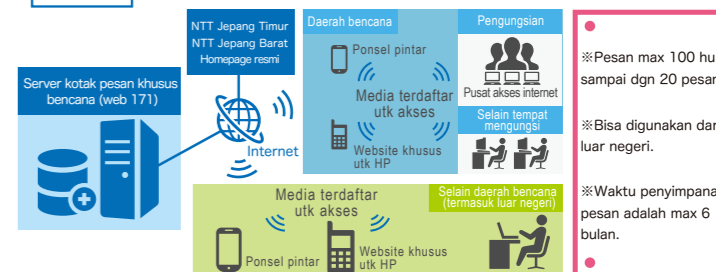 Server kotak pesan khusus
bencana (web 171)
NTT Jepang Timur
NTT Jepang Barat
Homepage resmi
Internet
Daerah bencana
Ponsel pintar
Media terdaftar
utk akses
Website khusus
utk HP
Pengungsian
Pusat akses internet
Selain tempat
mengungsi
Media terdaftar
utk akses
Ponsel pintar
Website khusus
utk HP
Selain daerah bencana
(termasuk luar negeri)
※Pesan max 100 hu
sampai dgn 20 pesan
※Bisa digunakan dar
luar negeri.
※Waktu penyimpana
pesan adalah max 6
bulan.